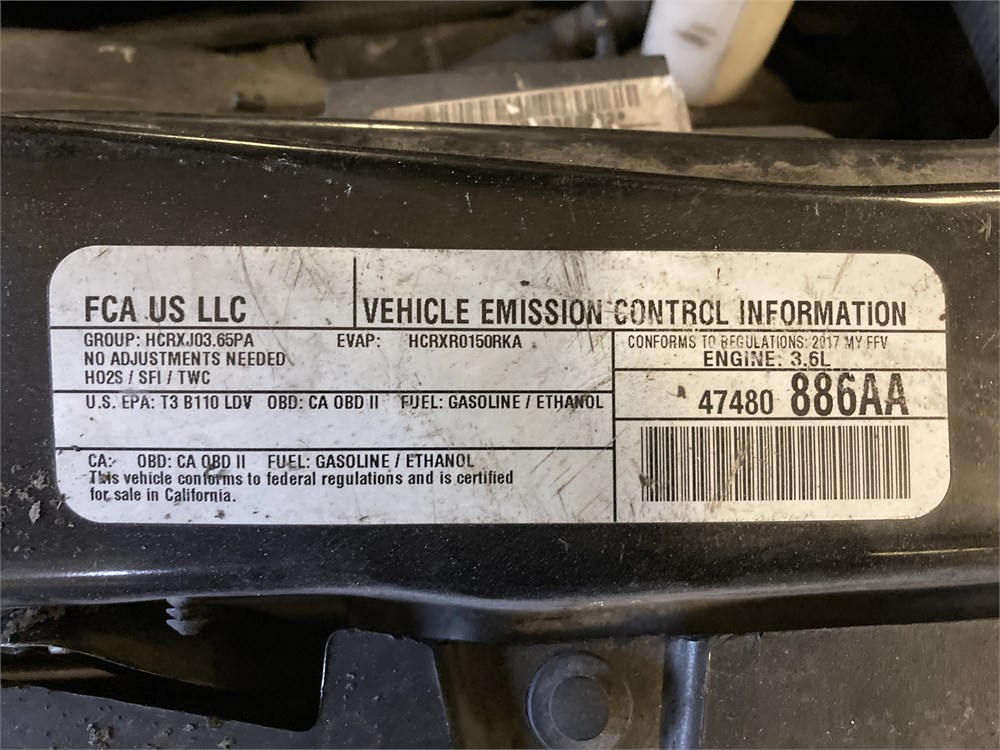 FCA US LLC
VEHICLE EMISSION CONTROL INFORMATION
GROUP: HCRXJ03.65PA EVAP: HCRXR0150RKA
NO ADJUSTMENTS NEEDED
HO2S / SFI / TWC
CONFORMS TO REGULATIONS: 2017 MY FFV
ENGINE: 3.6L
U.S. EPA: T3 B110 LDV OBD: CA OBD II FUEL: GASOLINE / ETHANOL
47480 886AA
CA: OBD: CA OBD II FUEL: GASOLINE / ETHANOL
This vehicle conforms to federal regulations and is certified
for sale in California.